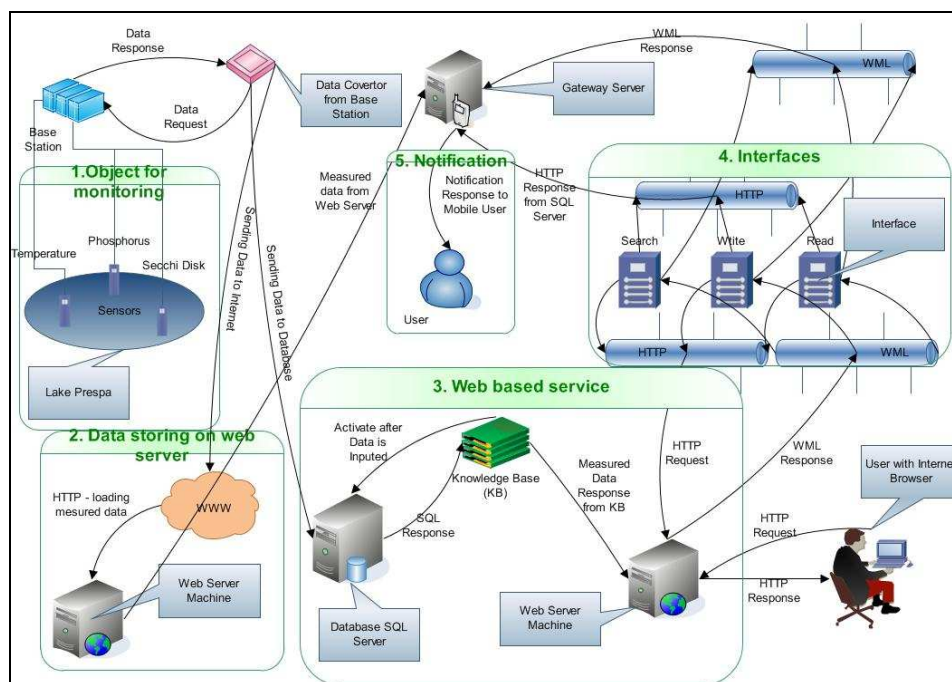 Data
Response
Data
Request
Base
Station
Data Covertor
from Base
Station
WML
Response
Gateway Server
WML
1.Object for
monitoring
Temperature
Phosphorus
Secchi Disk
Sensors
Lake Prespa
Sending Data to Internet
Sending Data to Database
Measured
data from
Web Server
5. Notification
Notification
Response to
Mobile User
User
HTTP
Response
from SQL
Server
4. Interfaces
HTTP
Interface
Search
Wtite
Read
HTTP
WML
2. Data storing on web
server
WWW
HTTP - loading
mesured data
Web Server
Machine
3. Web based service
Activate after
Data is
Inputed
Knowledge Base
(KB)
SQL
Response
Measured
Data
Response
from KB
HTTP
Request
Database SQL
Server
Web Server
Machine
WML
Response
User with Internet
Browser
HTTP
Request
HTTP
Response